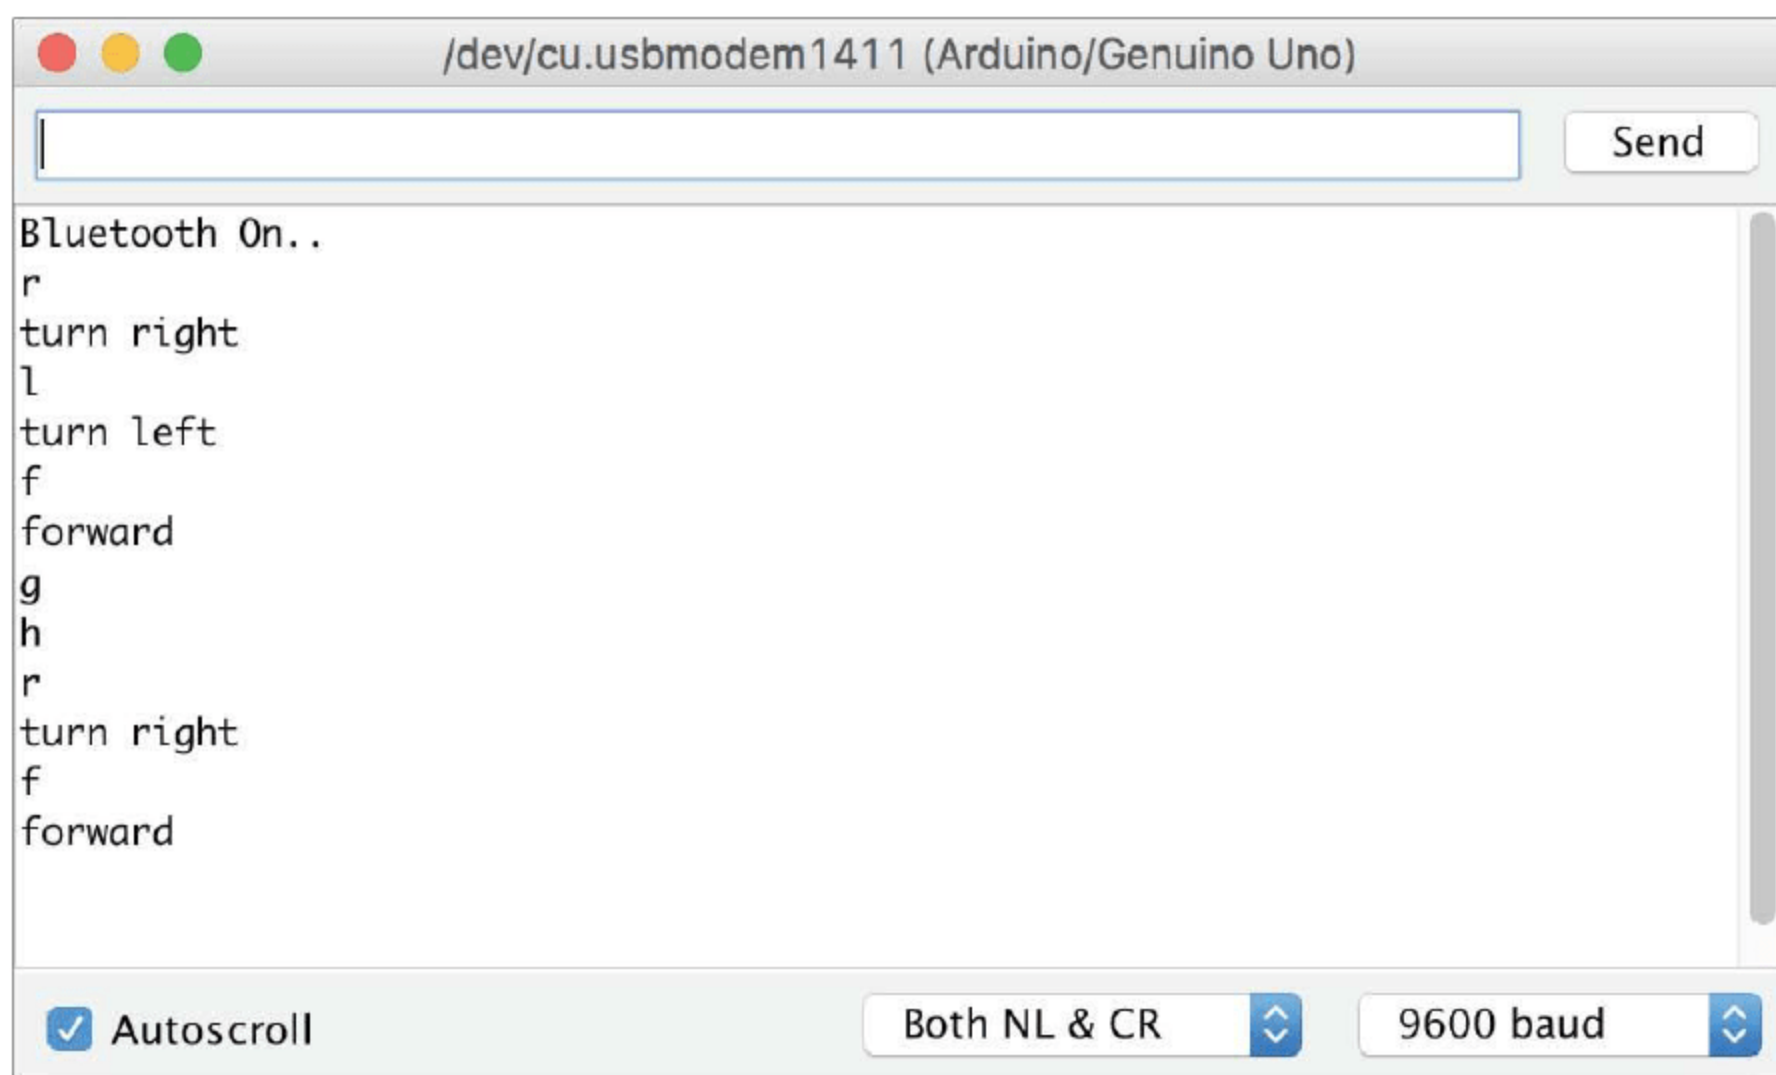 /dev/cu.usbmodem1411 (Arduino/Genuino Uno)
Send
Bluetooth On..
r
turn right
l
turn left
f
forward
g
h
r
turn right
f
forward
Autoscroll
Both NL & CR
9600 baud